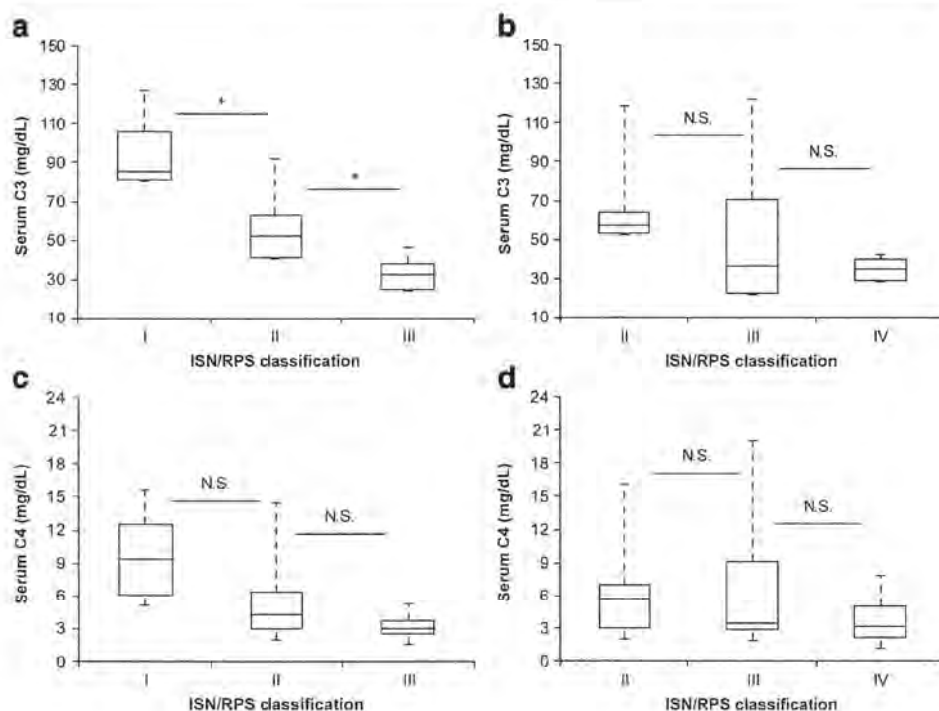 a
150
130
110
90
70
50
30
10
Serum C3 (mg/dL)
*
*
I
II
III
ISN/RPS classification
b
150
130
110
90
70
50
30
10
Serum C3 (mg/dL)
N.S.
N.S.
II
III
IV
ISN/RPS classification
c
24
21
18
15
12
9
6
3
0
Serum C4 (mg/dL)
N.S.
N.S.
I
II
III
ISN/RPS classification
d
24
21
18
15
12
9
6
3
0
Serum C4 (mg/dL)
N.S.
N.S.
II
III
IV
ISN/RPS classification